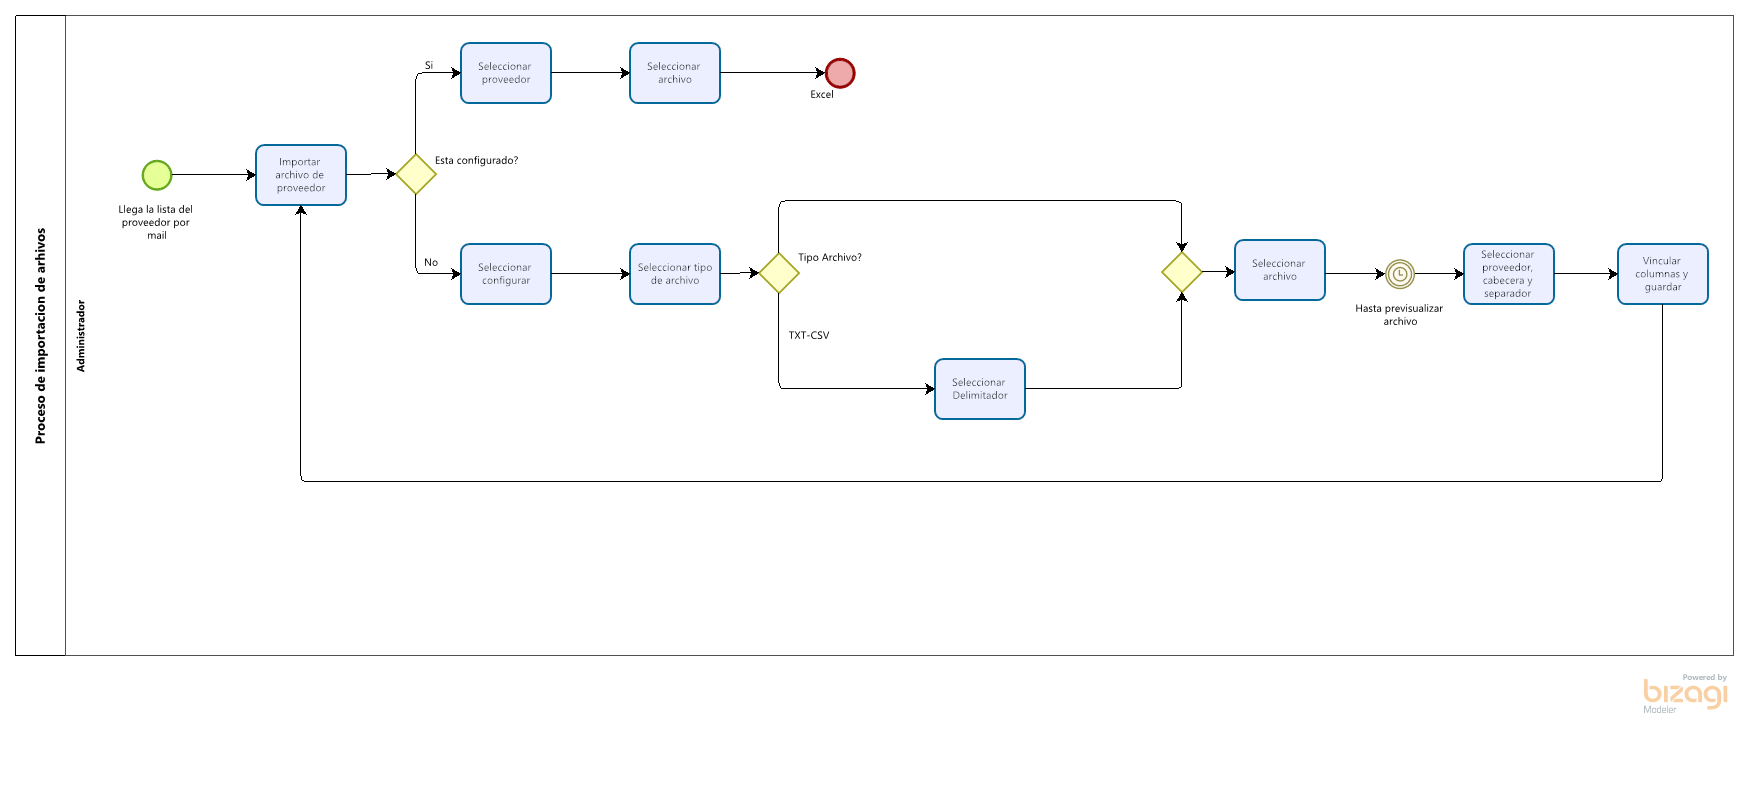 Proceso de importacion de arhivos
Administrador
Llega la lista del
proveedor por
mail
Importar
archivo de
proveedor
Esta configurado?
Si
Seleccionar
proveedor
Seleccionar
archivo
Excel
No
Seleccionar
configurar
Seleccionar tipo
de archivo
Tipo Archivo?
TXT-CSV
Seleccionar
Delimitador
Seleccionar
archivo
Hasta previsualizar
archivo
Seleccionar
proveedor,
cabecera y
separador
Vincular
columnas y
guardar
Powered by
bizagi
Modeler